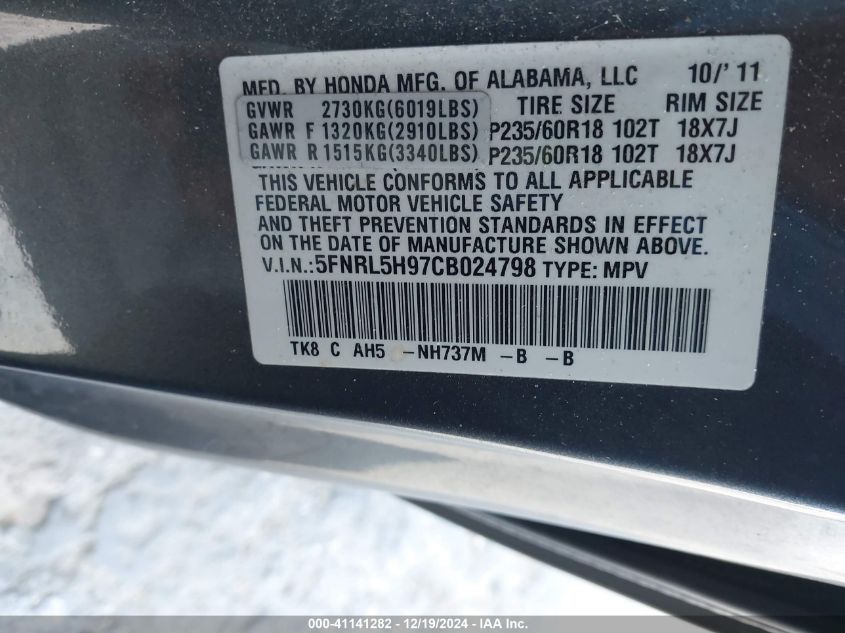 MFD. BY HONDA MFG. OF ALABAMA, LLC 10/'11
GVWR 2730KG(6019LBS) TIRE SIZE RIM SIZE
GAWR F 1320KG(2910LBS) P235/60R18 102T 18X7J
GAWR R 1515KG(3340LBS) P235/60R18 102T 18X7J
THIS VEHICLE CONFORMS TO ALL APPLICABLE
FEDERAL MOTOR VEHICLE SAFETY
AND THEFT PREVENTION STANDARDS IN EFFECT
ON THE DATE OF MANUFACTURE SHOWN ABOVE.
V.I.N.:5FNRL5H97CB024798 TYPE: MPV
TK8 C AH5 -NH737M -B -B
000-41141282 - 12/19/2024 - IAA Inc.